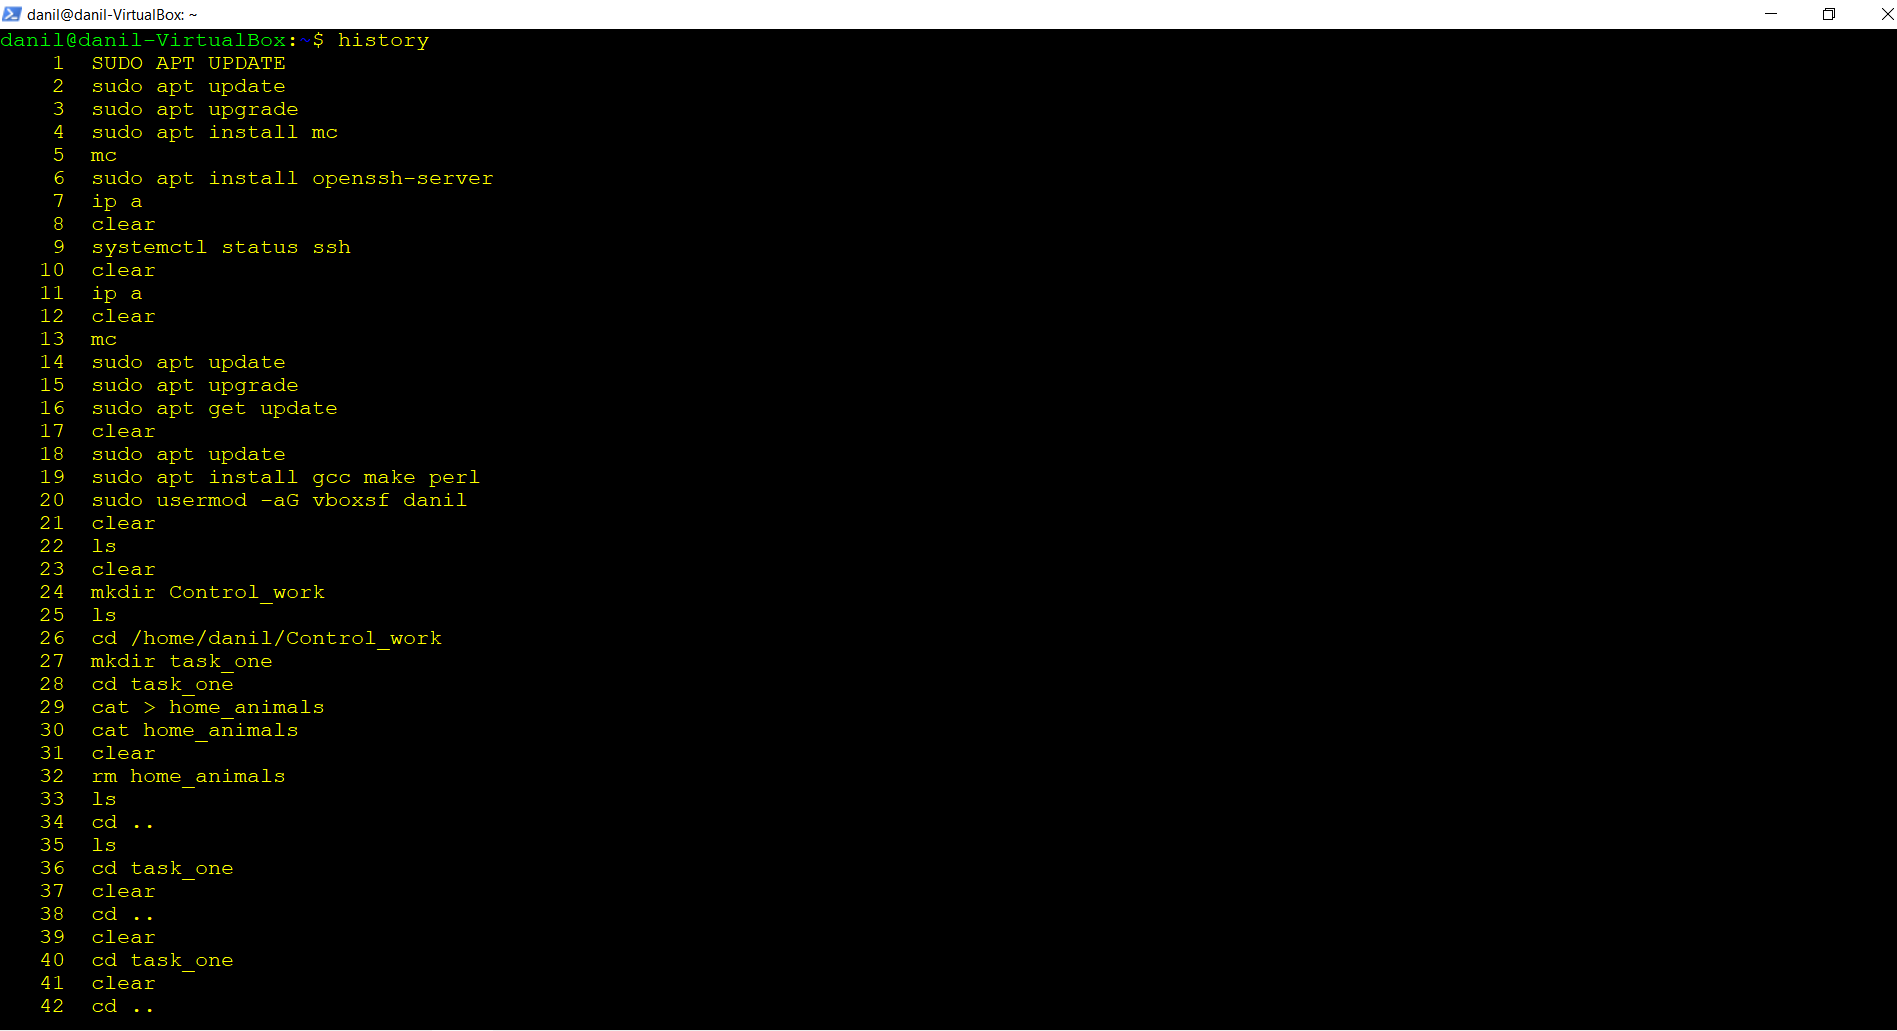 danil@danil-VirtualBox: ~
danil@danil-VirtualBox:~$ history
1 SUDO APT UPDATE
2 sudo apt update
3 sudo apt upgrade
4 sudo apt install mc
5 mc
6 sudo apt install openssh-server
7 ip a
8 clear
9 systemctl status ssh
10 clear
11 ip a
12 clear
13 mc
14 sudo apt update
15 sudo apt upgrade
16 sudo apt get update
17 clear
18 sudo apt update
19 sudo apt install gcc make perl
20 sudo usermod -aG vboxsf danil
21 clear
22 ls
23 clear
24 mkdir Control_work
25 ls
26 cd /home/danil/Control_work
27 mkdir task_one
28 cd task_one
29 cat > home_animals
30 cat home_animals
31 clear
32 rm home_animals
33 ls
34 cd ..
35 ls
36 cd task_one
37 clear
38 cd ..
39 clear
40 cd task_one
41 clear
42 cd ..